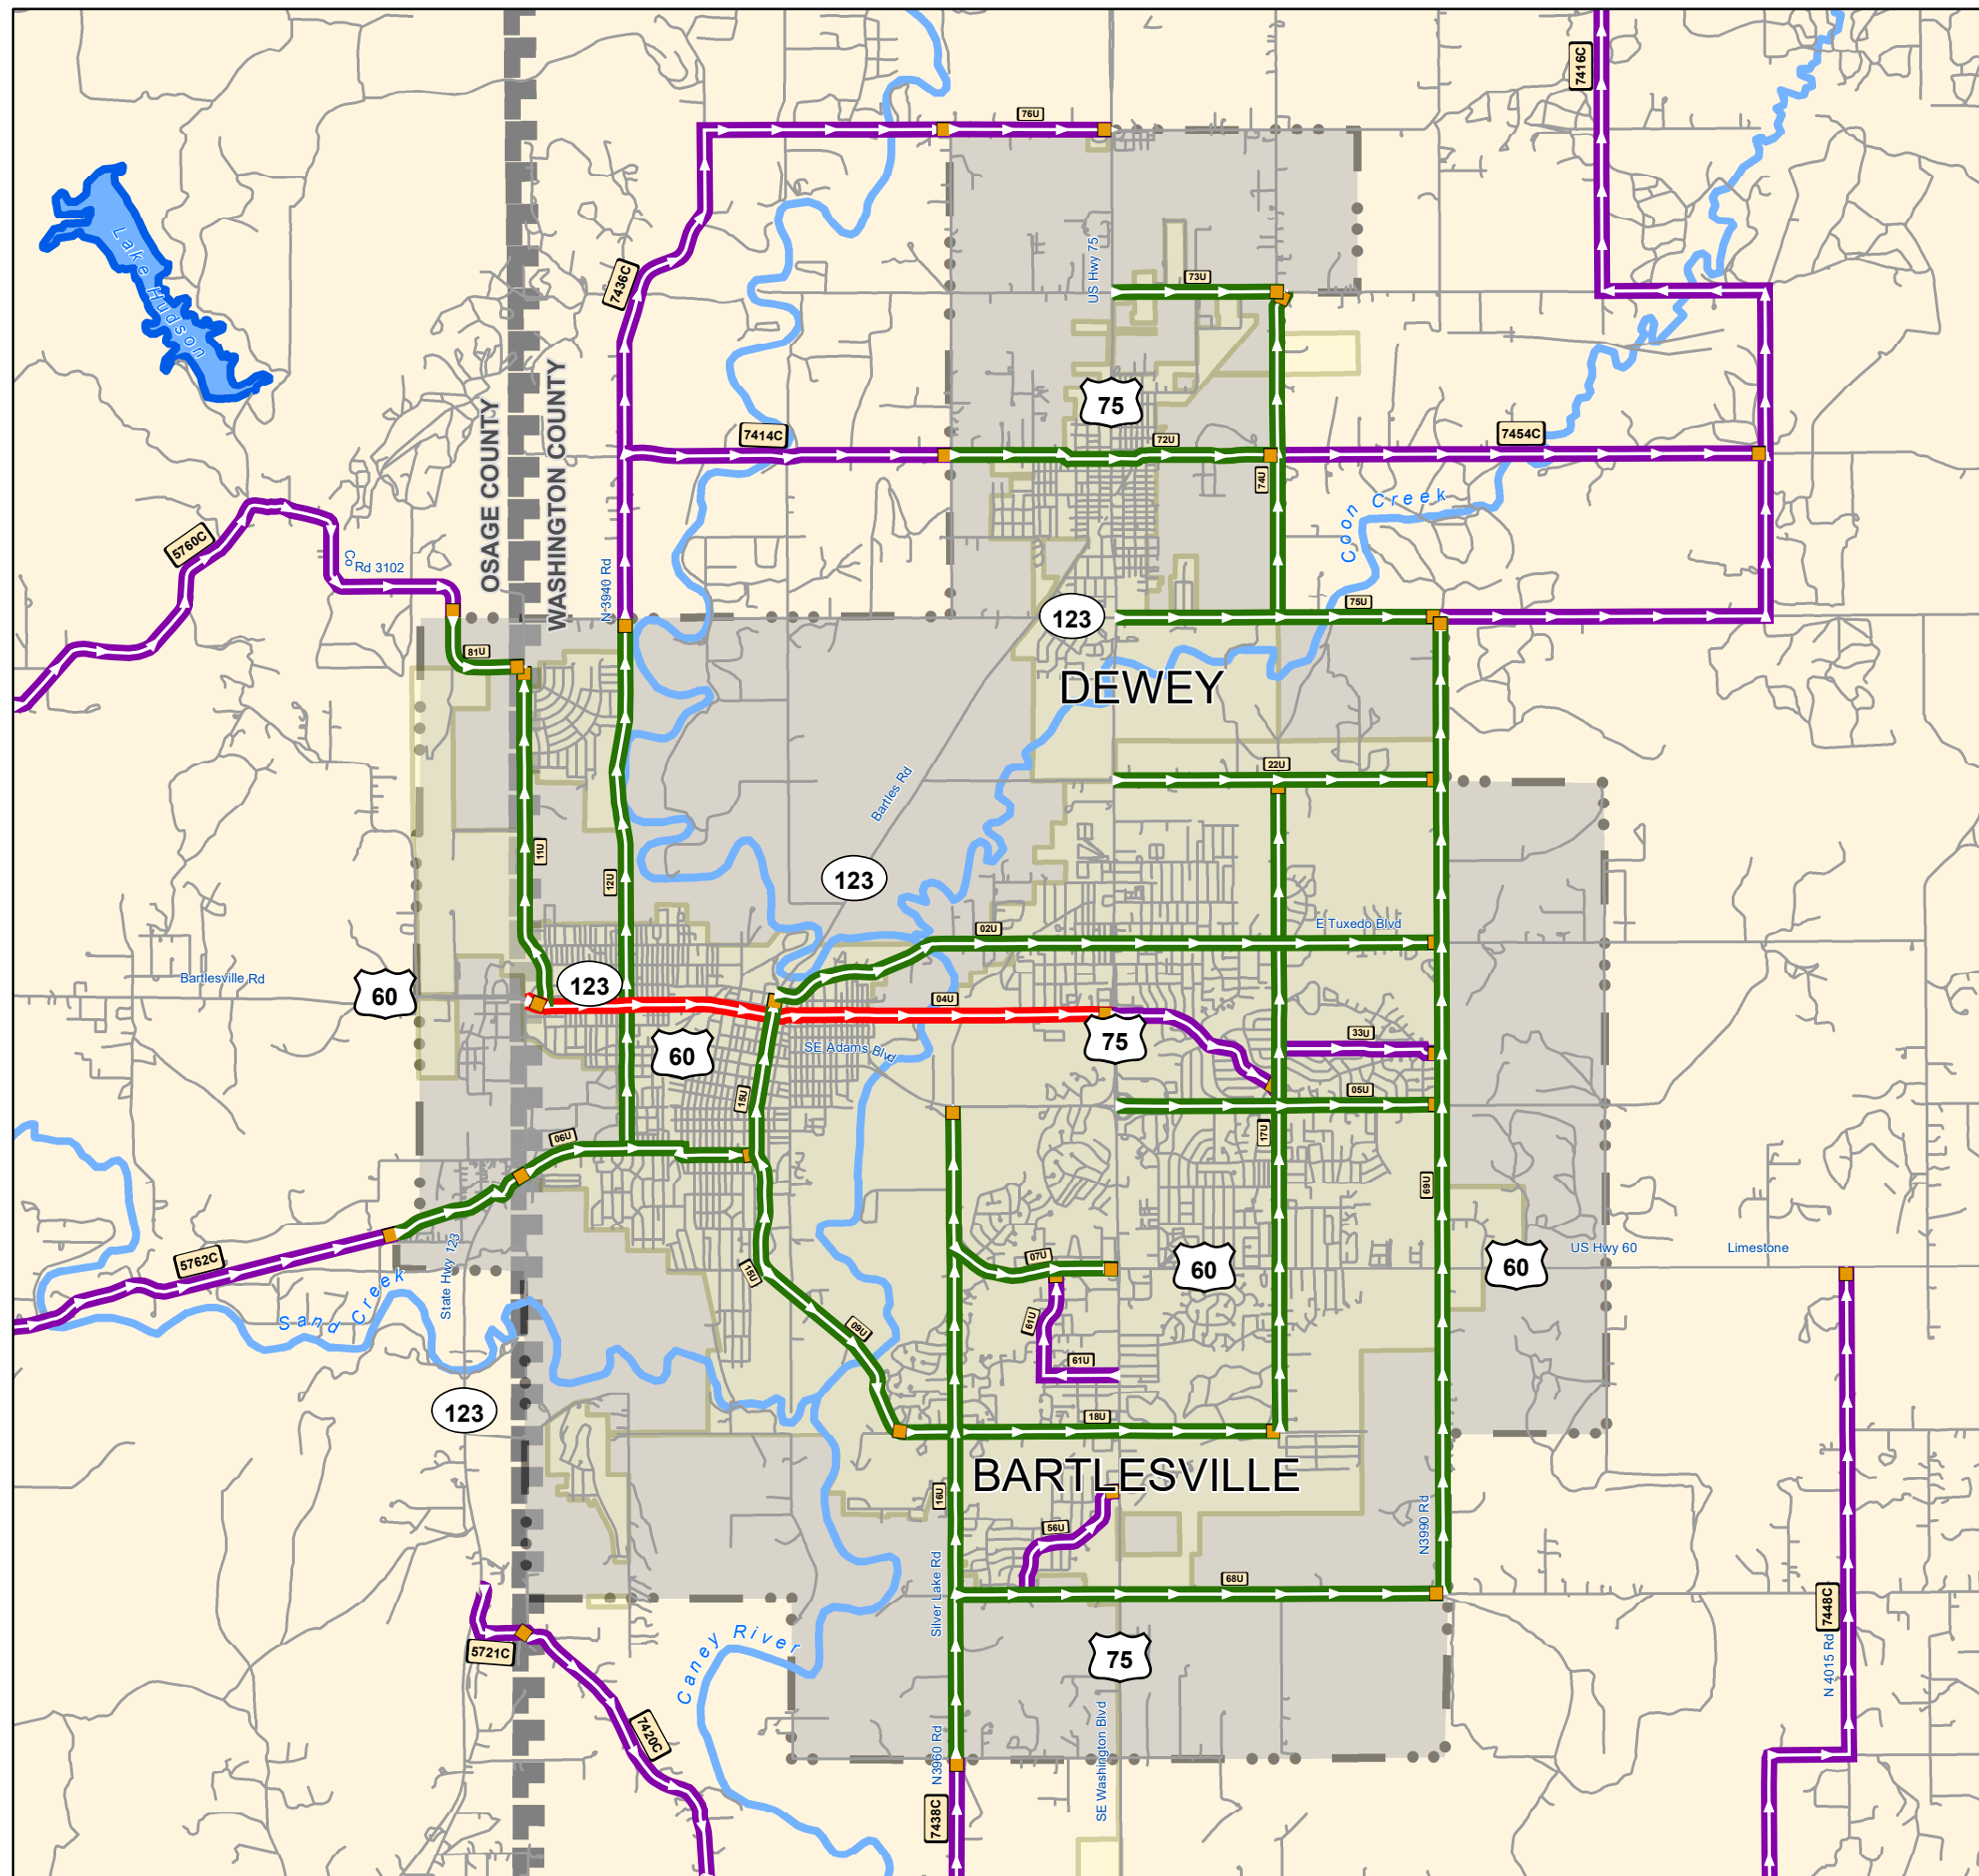 7416C
76U
Lake Hudson
7436C
US Hwy 75
73U
OSAGE COUNTY
WASHINGTON COUNTY
75
7414C
72U
7454C
74U
Coon Creek
5760C
Co Rd 3102
N 3940 Rd
123
75U
81U
DEWEY
22U
Bartles Rd
11U
12U
123
02U
E Tuxedo Blvd
Bartlesville Rd
60
123
04U
75
33U
60
SE Adams Blvd
05U
15U
17U
06U
69U
5762C
State Hwy 123
Sand Creek
07U
60
60
US Hwy 60
Limestone
15U
09U
61U
61U
123
18U
BARTLESVILLE
16U
56U
N3990 Rd
68U
Silver Lake Rd
7448C
5721C
Caney River
75
N 4015 Rd
7420C
N3960 Rd
SE Washington Blvd
7438C